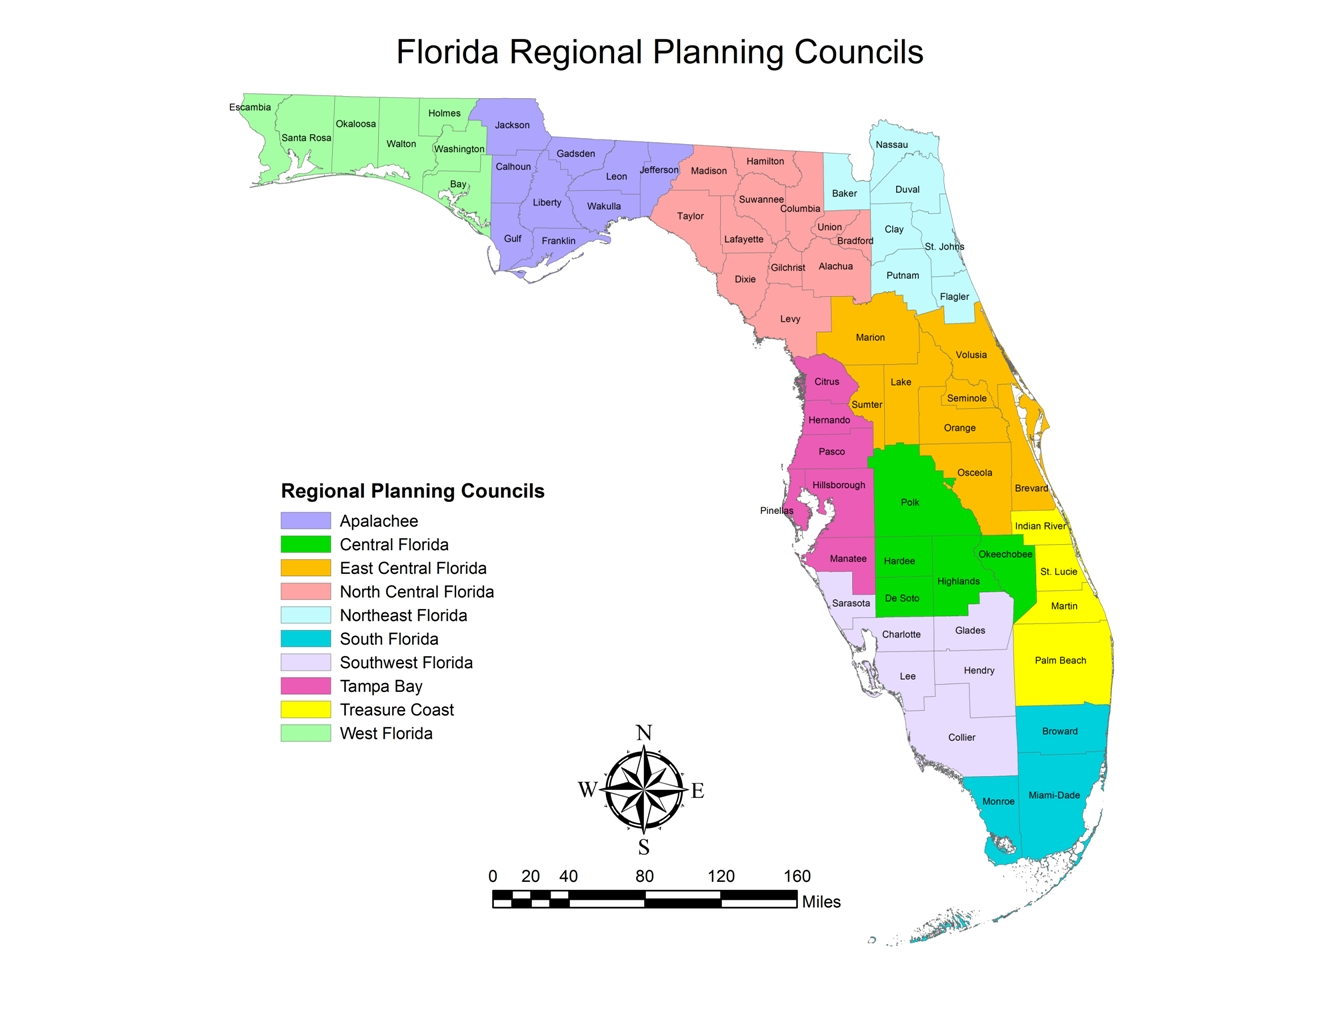 Florida Regional Planning Councils
Escambia
Santa Rosa
Okaloosa
Walton
Holmes
Washington
Bay
Jackson
Calhoun
Gulf
Liberty
Franklin
Gadsden
Leon
Wakulla
Jefferson
Madison
Taylor
Hamilton
Suwannee
Lafayette
Columbia
Dixie
Gilchrist
Union
Bradford
Alachua
Levy
Baker
Nassau
Duval
Clay
St. Johns
Putnam
Flagler
Marion
Volusia
Lake
Sumter
Seminole
Orange
Osceola
Brevard
Citrus
Hernando
Pasco
Hillsborough
Pinellas
Manatee
Polk
Hardee
De Soto
Highlands
Okeechobee
Indian River
St. Lucie
Martin
Palm Beach
Sarasota
Charlotte
Glades
Lee
Hendry
Collier
Broward
Miami-Dade
Monroe
Regional Planning Councils
Apalachee
Central Florida
East Central Florida
North Central Florida
Northeast Florida
South Florida
Southwest Florida
Tampa Bay
Treasure Coast
West Florida
N
W E
S
0 20 40 80 120 160
Miles